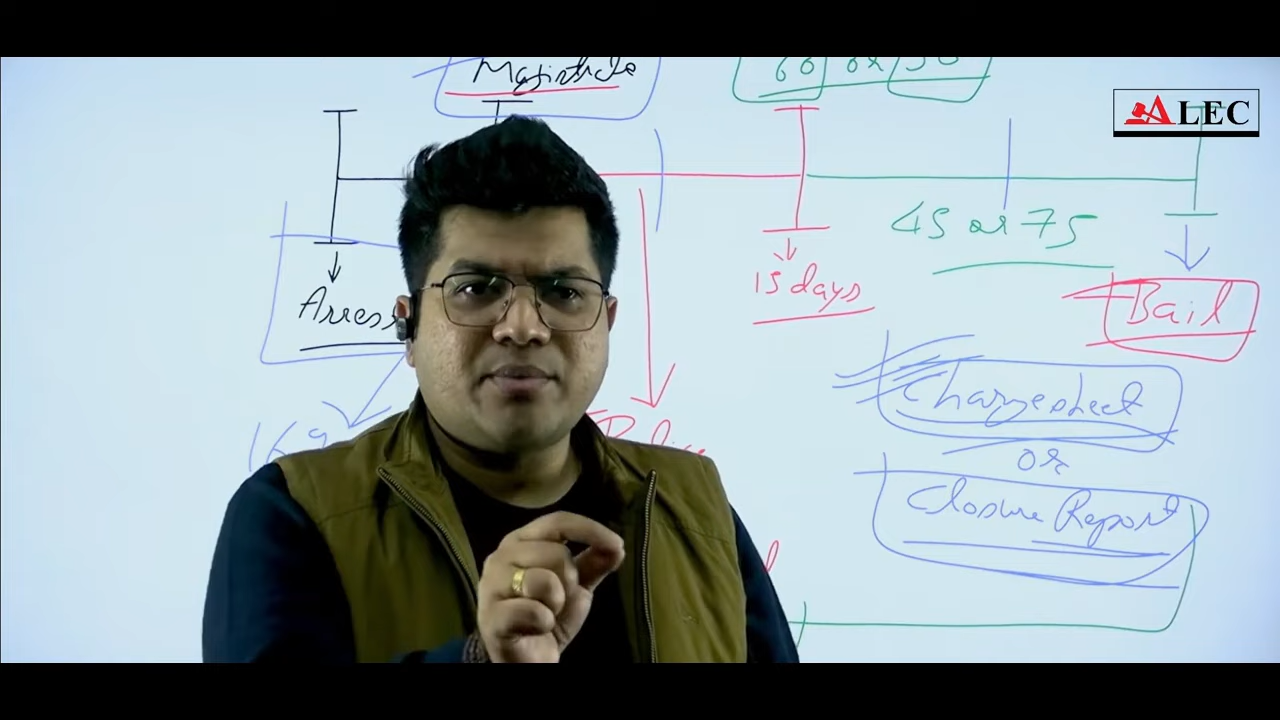 Magistrate
60 or 90
ALEC
45 or 75
15 days
Bail
Arrest
Chargesheet
or
Closure Report